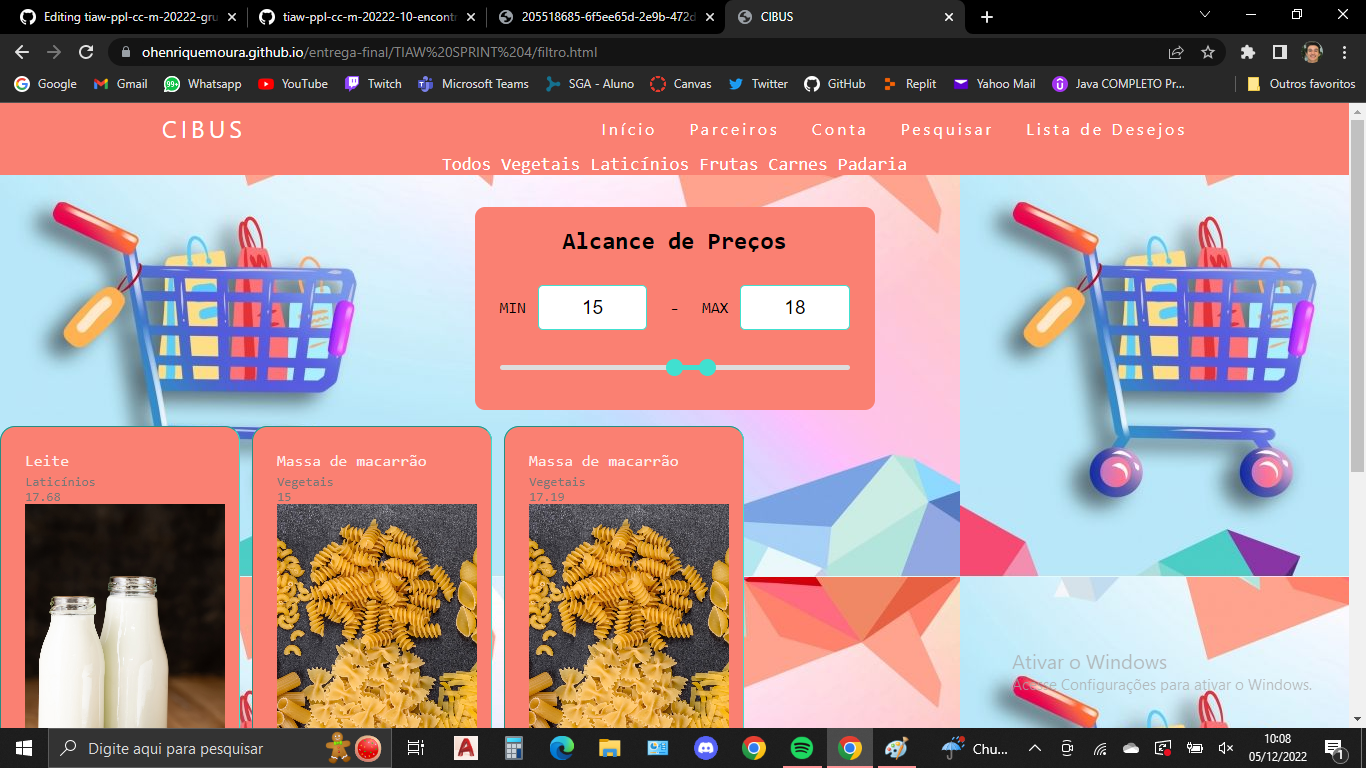 tiaw-ppl-cc-m-20222-gru
tiaw-ppl-cc-m-20222-10-encontr
205518685-6f5ee65d-2e9b-472d
CIBUS
Editing
ohenriquemoura.github.io/entrega-final/TIAW%20SPRINT%204/filtro.html
Google
Gmail
99+
Whatsapp
YouTube
Twitch
Microsoft Teams
SGA - Aluno
Canvas
Twitter
GitHub
Replit
Yahoo Mail
Java COMPLETO Pr...
Outros favoritos
CIBUS
Início Parceiros Conta Pesquisar Lista de Desejos
Todos Vegetais Laticínios Frutas Carnes Padaria
Alcance de Preços
MIN 15 - MAX 18
Leite
Laticínios
17.68
Massa de macarrão
Vegetais
15
Massa de macarrão
Vegetais
17.19
Ativar o Windows
Acesse Configurações para ativar o Windows.
Digite aqui para pesquisar
Chu...
10:08
05/12/2022
1